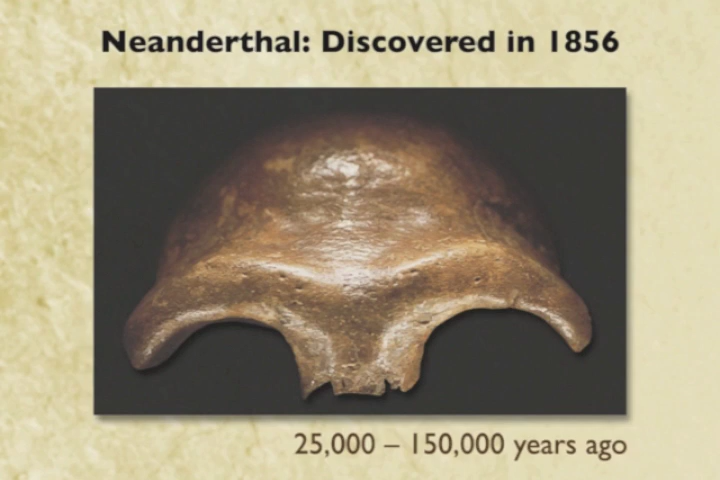 Neanderthal: Discovered in 1856
25,000 – 150,000 years ago